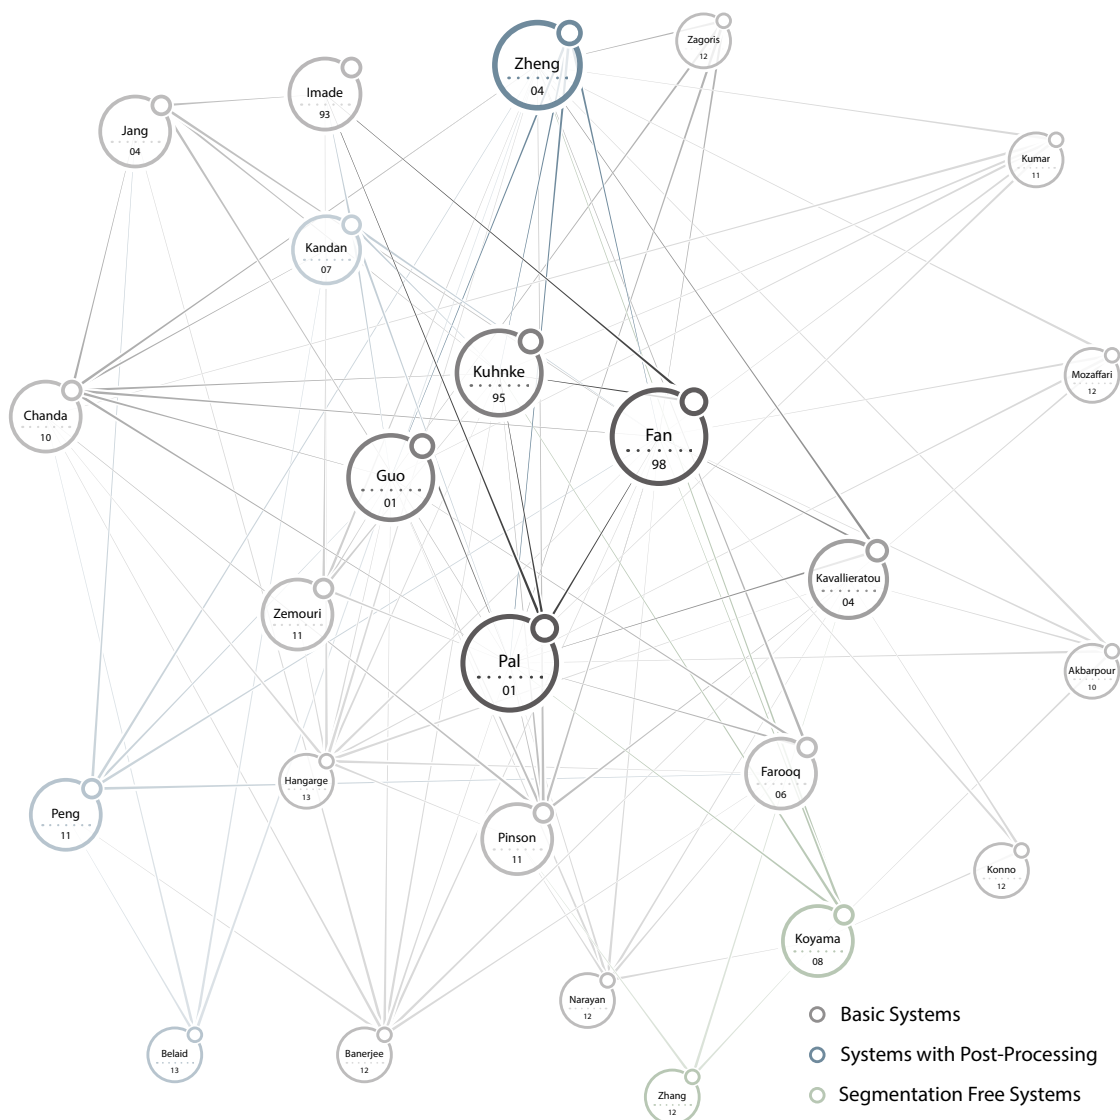 Zagoris
12
Zheng
04
Imade
93
Jang
04
Kumar
11
Kandan
07
Kuhnke
95
Mozaffari
12
Chanda
10
Fan
98
Guo
01
Kavallieratou
04
Zemouri
11
Pal
01
Akbarpour
10
Farooq
06
Hangarge
13
Peng
11
Pinson
11
Konno
12
Koyama
08
Narayan
12
Basic Systems
Belaid
13
Banerjee
12
Systems with Post-Processing
Zhang
12
Segmentation Free Systems